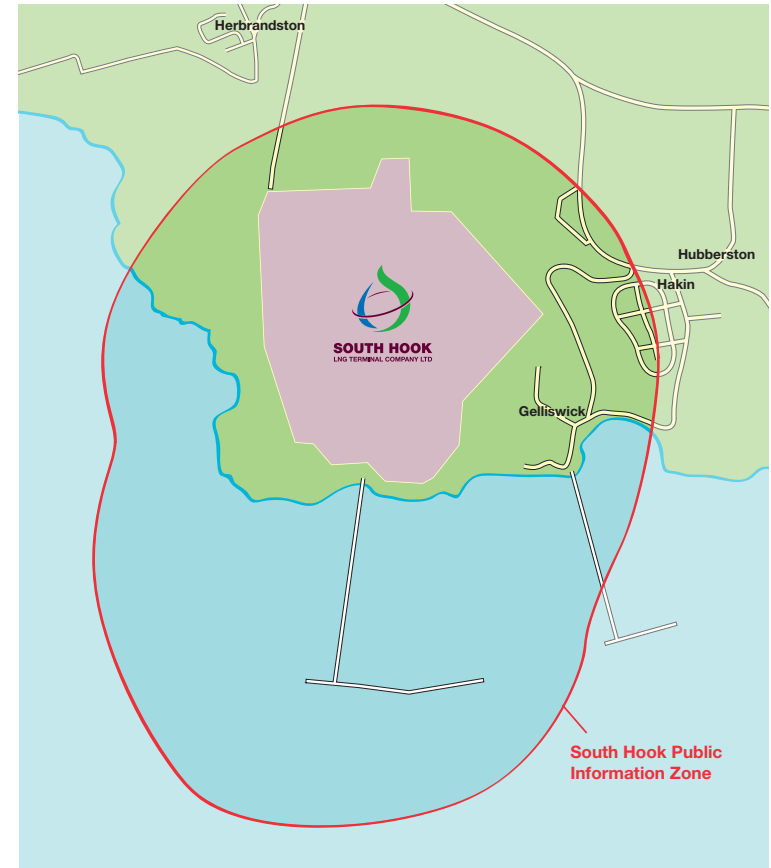 Herbrandston
Hubberston
Hakin
SOUTH HOOK
LNG TERMINAL COMPANY LTD
Gelliswick
South Hook Public
Information Zone